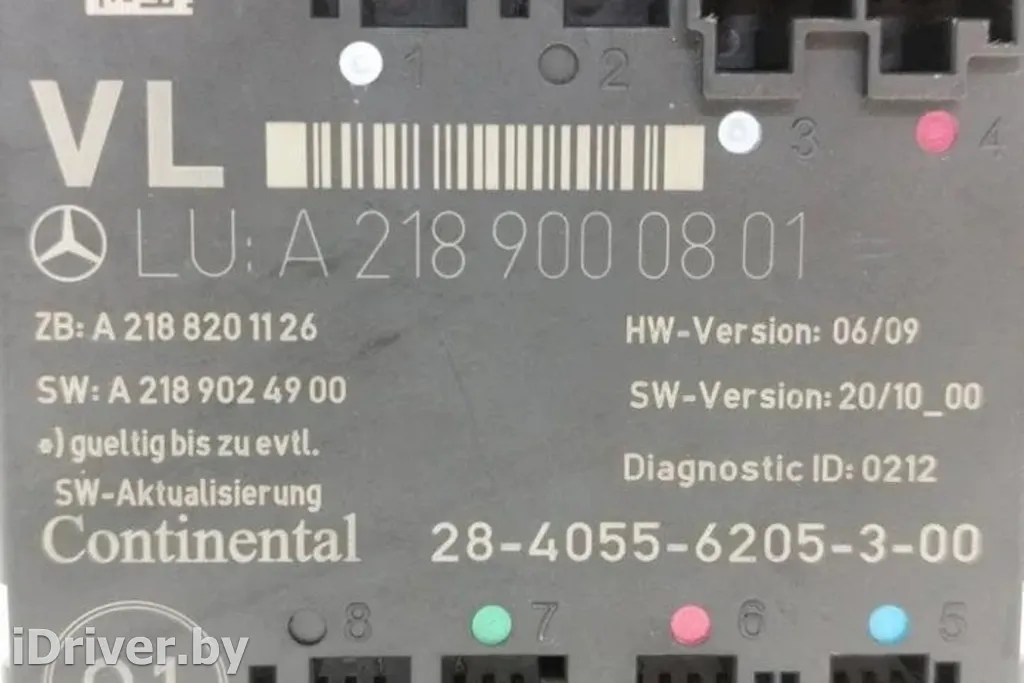 1 2
VL
3 4
LU: A 218 900 08 01
ZB: A 218 820 11 26
HW-Version: 06/09
SW: A 218 902 49 00
SW-Version: 20/10_00
*) gueltig bis zu evtl.
Diagnostic ID: 0212
SW-Aktualisierung
Continental 28-4055-6205-3-00
8 7 6 5
iDriver.by